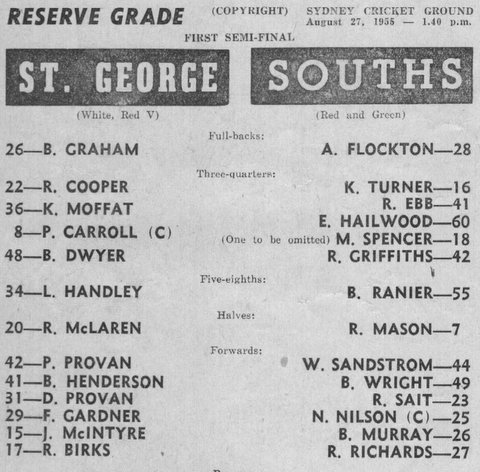 RESERVE GRADE (COPYRIGHT) SYDNEY CRICKET GROUND
August 27, 1955 — 1.40 p.m.
FIRST SEMI-FINAL
ST. GEORGE SOUTHS
(White, Red V) (Red and Green)
Full-backs:
26—B. GRAHAM A. FLOCKTON—28
Three-quarters:
22—R. COOPER K. TURNER—16
36—K. MOFFAT R. EBB—41
8—P. CARROLL (C) E. HAILWOOD—60
(One to be omitted) M. SPENCER—18
48—B. DWYER R. GRIFFITHS—42
Five-eighths:
34—L. HANDLEY B. RANIER—55
Halves:
20—R. McLAREN R. MASON—7
Forwards:
42—P. PROVAN W. SANDSTROM—44
41—B. HENDERSON B. WRIGHT—49
31—D. PROVAN R. SAIT—23
29—F. GARDNER N. NILSON (C)—25
15—J. McINTYRE B. MURRAY—26
17—R. BIRKS R. RICHARDS—27